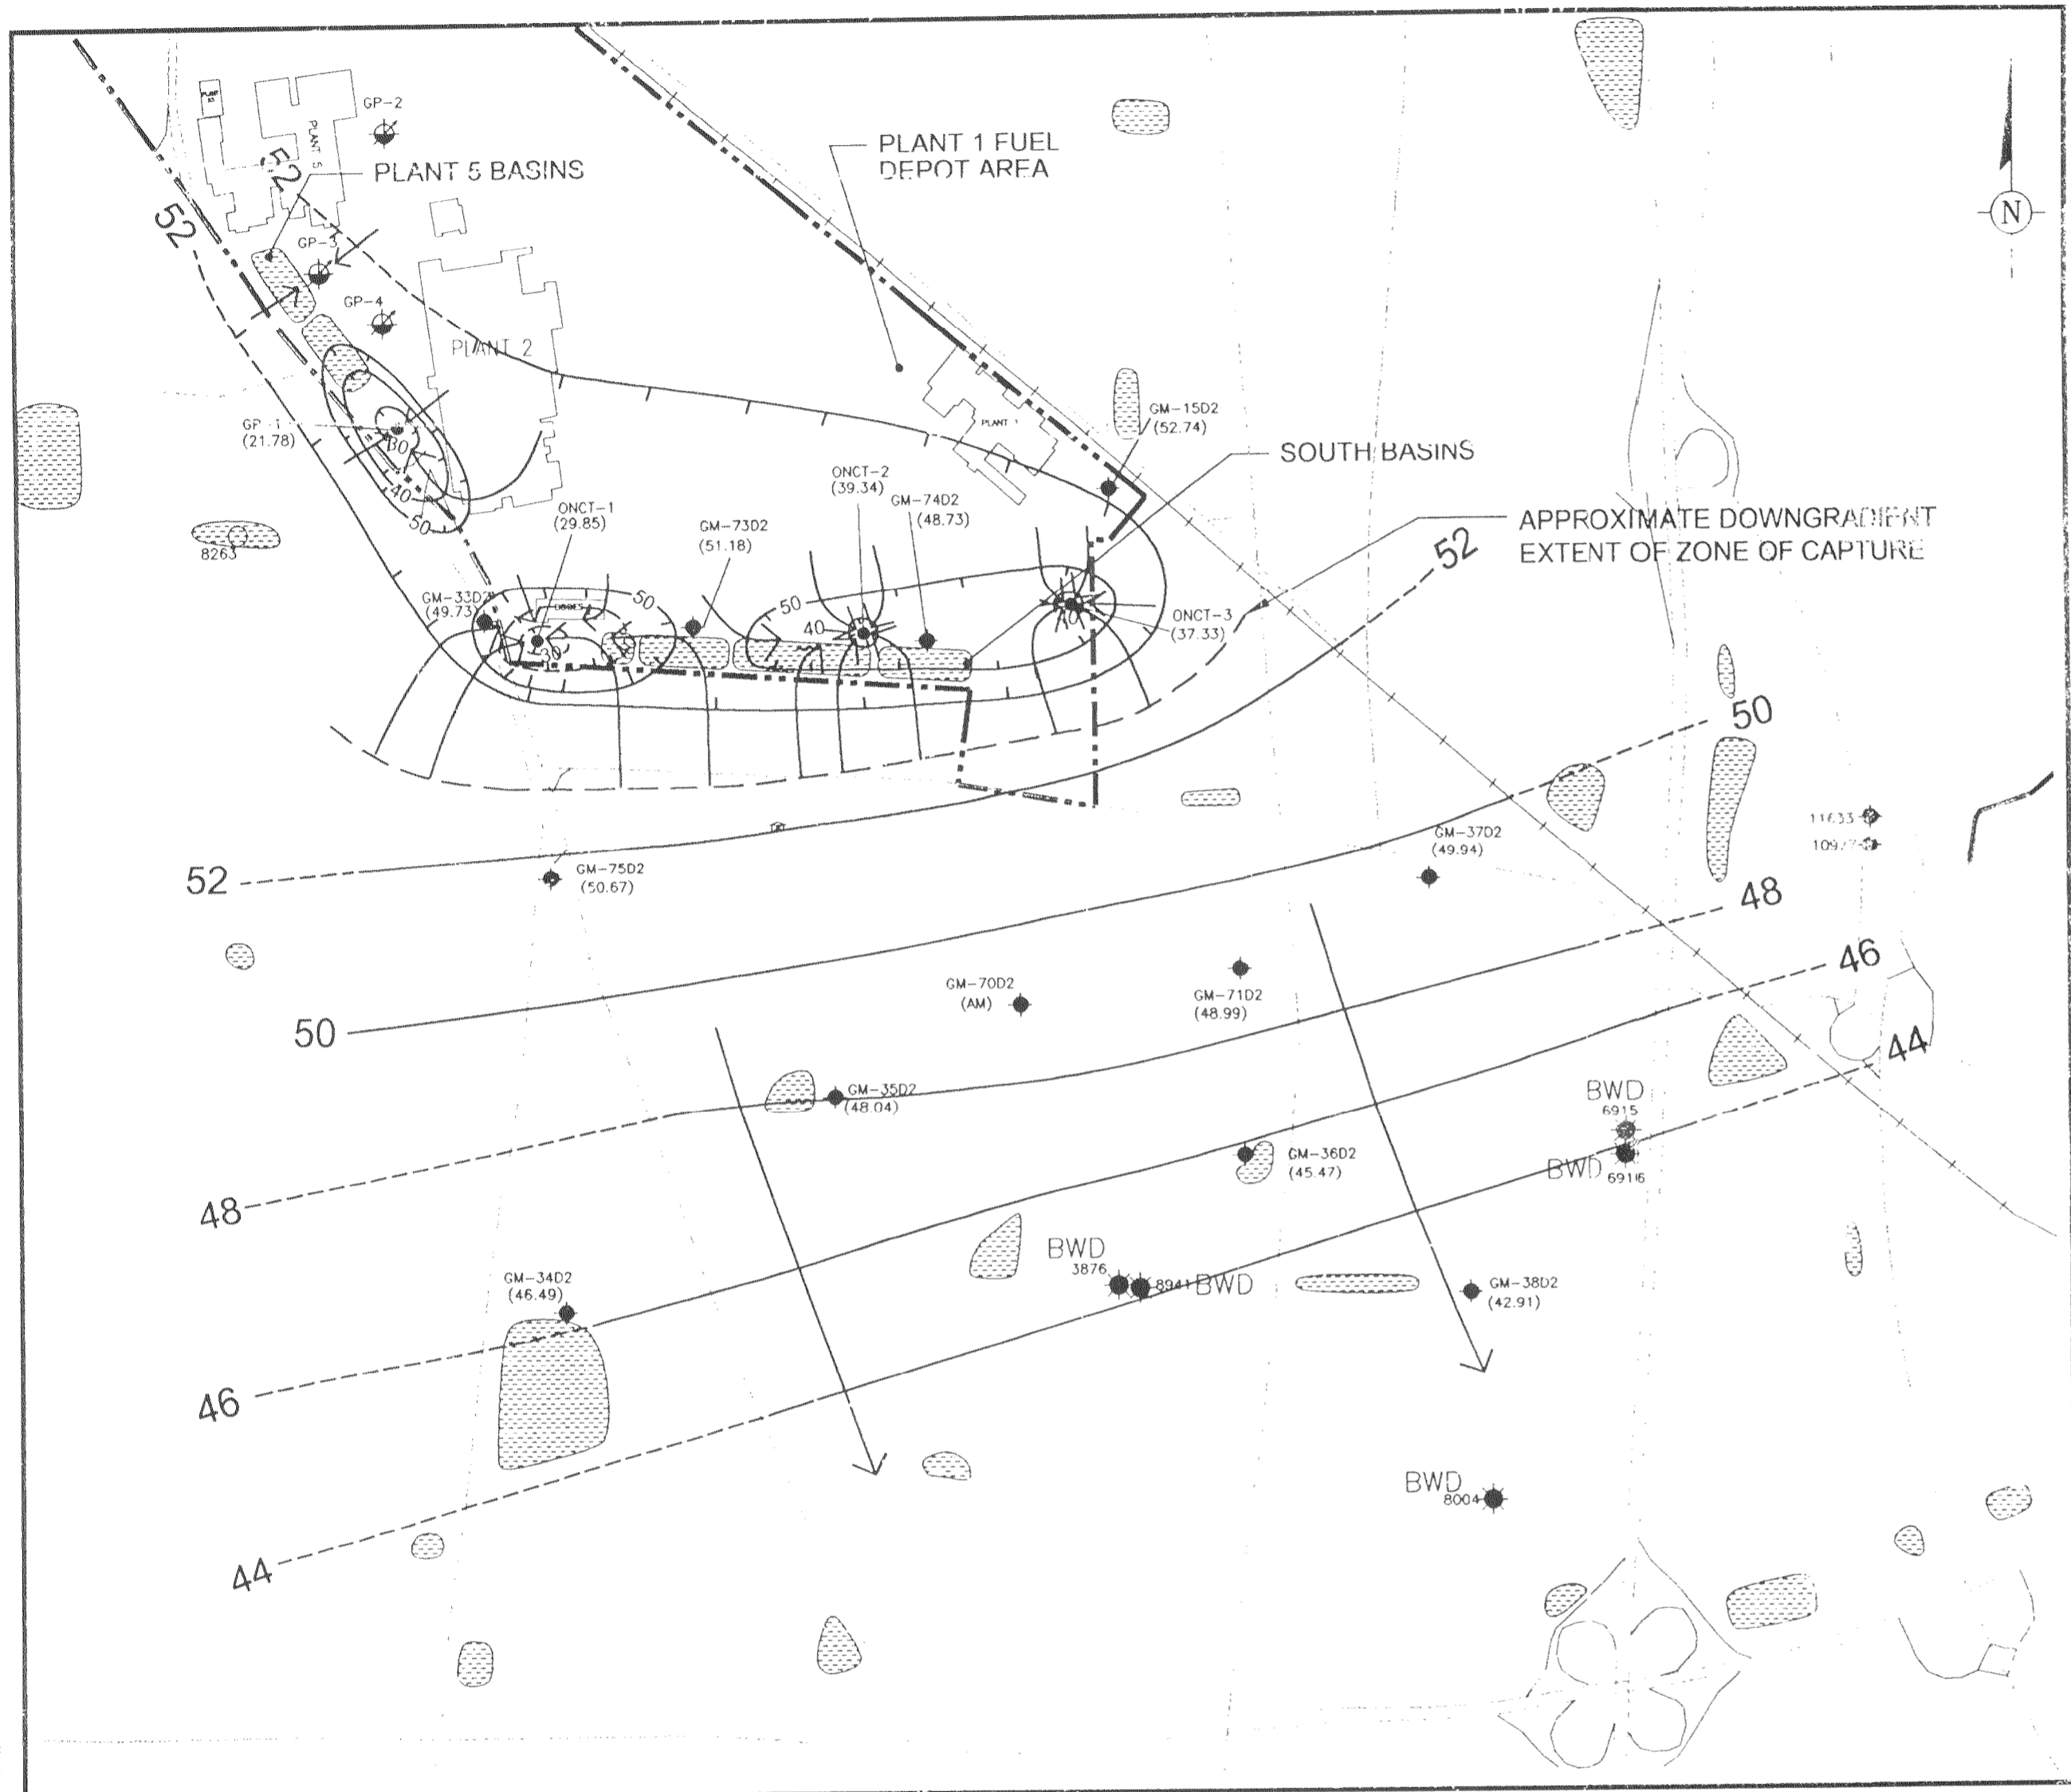 GP-2
PLANT 5
PLANT 5 BASINS
52
52
PLANT 1 FUEL
DEPOT AREA
N
GP-3
GP-4
PLANT 2
GP-1
(21.78)
30
40
50
PLANT 1
GM-15D2
(52.74)
SOUTH BASINS
ONCT-2
(39.34)
GM-74D2
(48.73)
ONCT-1
(29.85)
GM-73D2
(51.18)
APPROXIMATE DOWNGRADIENT
EXTENT OF ZONE OF CAPTURE
52
8263
GM-33D2
(49.73)
50
50
40
30
40
ONCT-3
(37.33)
50
11633
GM-37D2
(49.94)
52
GM-75D2
(50.67)
48
46
GM-70D2
(AM)
GM-71D2
(48.99)
50
44
GM-35D2
(48.04)
BWD
6915
BWD 6916
GM-36D2
(45.47)
48
BWD
3876
8941 BWD
GM-34D2
(46.49)
GM-38D2
(42.91)
46
BWD
8004
44